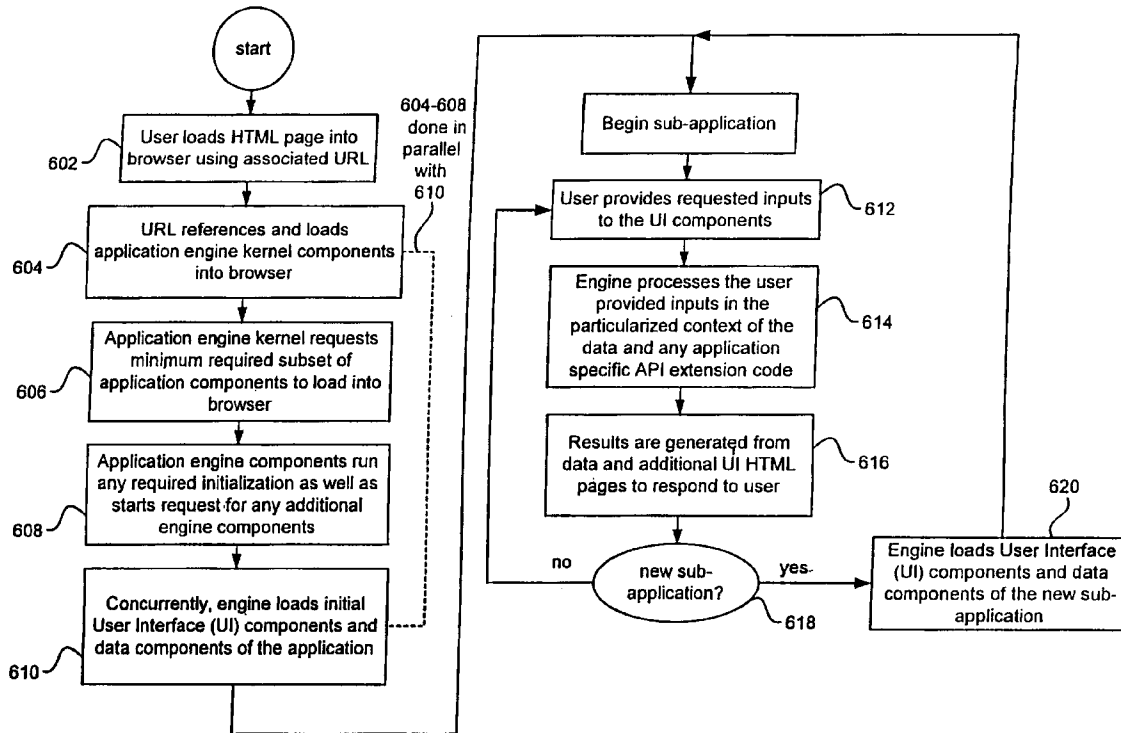 start
User loads HTML page into
browser using associated URL
602
604-608
done in
parallel
with
610
URL references and loads
application engine kernel components
into browser
604
Application engine kernel requests
minimum required subset of
application components to load into
browser
606
Application engine components run
any required initialization as well as
starts request for any additional
engine components
608
Concurrently, engine loads initial
User Interface (UI) components and
data components of the application
610
Begin sub-application
User provides requested inputs
to the UI components
612
Engine processes the user
provided inputs in the
particularized context of the
data and any application
specific API extension code
614
Results are generated from
data and additional UI HTML
pages to respond to user
616
no
new sub-
application?
yes
618
620
Engine loads User Interface
(UI) components and data
components of the new sub-
application